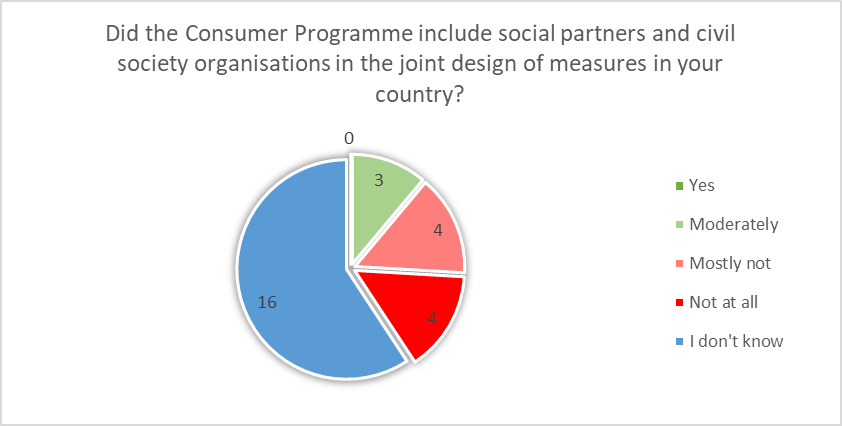 Did the Consumer Programme include social partners and civil
society organisations in the joint design of measures in your
country?
0
3
4
4
16
Yes
Moderately
Mostly not
Not at all
I don't know